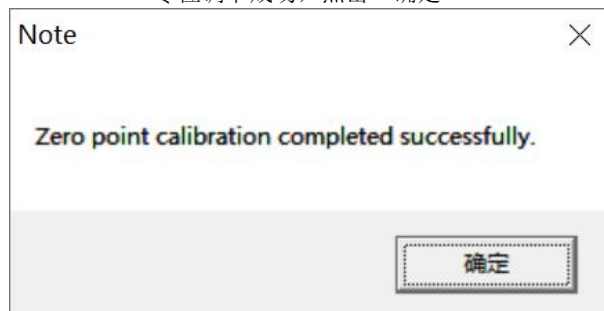 Note
Zero point calibration completed successfully.
确定